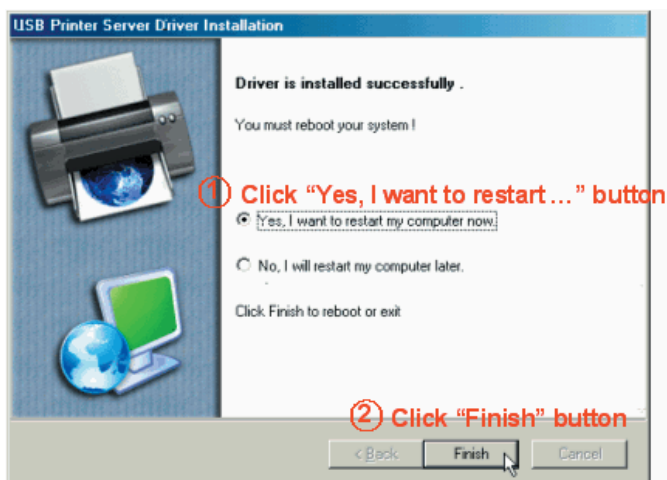 USB Printer Server Driver Installation
Driver is installed successfully .
You must reboot your system !
① Click “Yes, I want to restart ...” button
Yes, I want to restart my computer now.
No, I will restart my computer later.
Click Finish to reboot or exit
② Click “Finish” button
< Back
Finish
Cancel